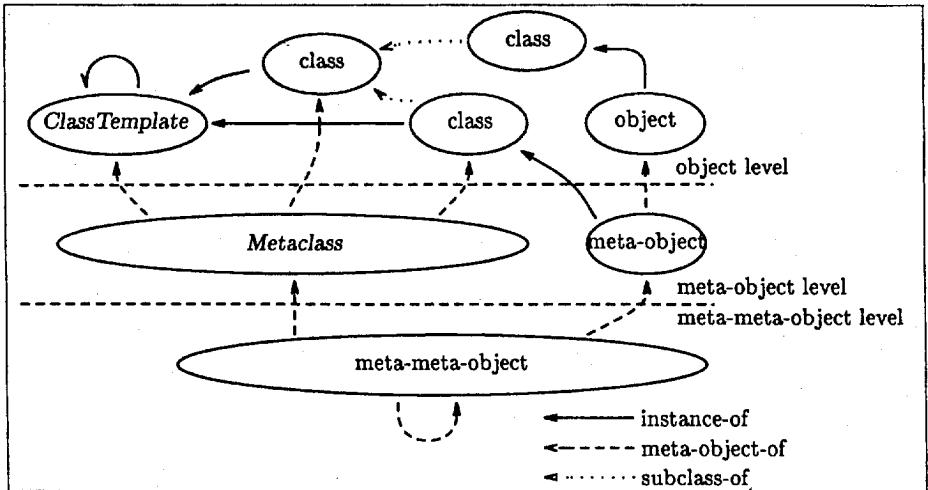 class
class
ClassTemplate
class
object
object level
Metaclass
meta-object
meta-object level
meta-meta-object level
meta-meta-object
instance-of
meta-object-of
subclass-of